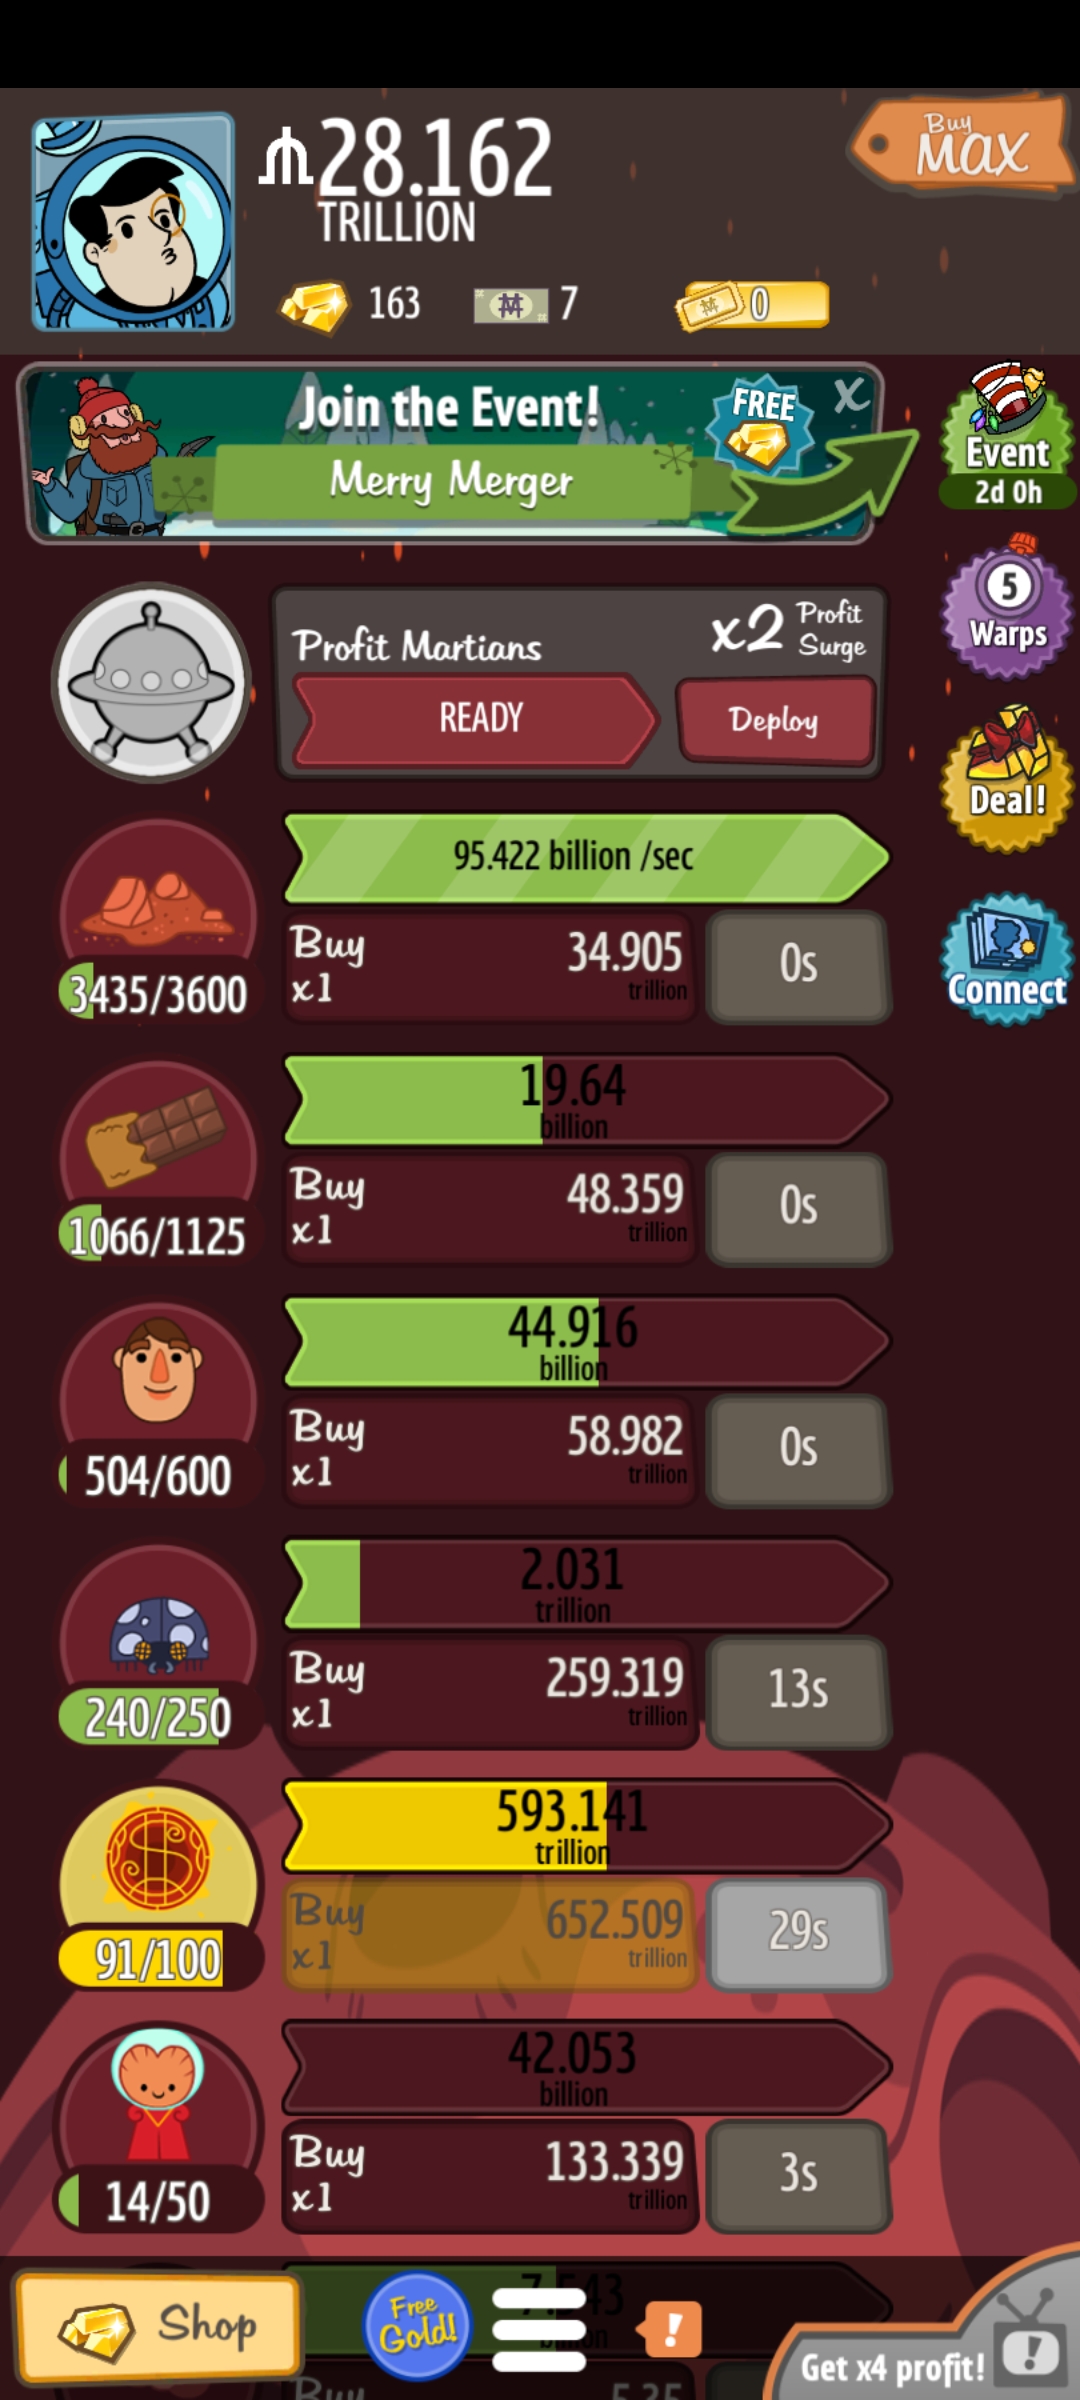 28.162
TRILLION
Buy
MAX
163
7
0
Join the Event!
FREE
X
Merry Merger
Event
2d 0h
5
Warps
Profit Martians
x2 Profit Surge
READY
Deploy
Deal!
95.422 billion /sec
Buy x1
34.905
trillion
0s
3435/3600
Connect
19.64
billion
Buy x1
48.359
trillion
0s
1066/1125
44.916
billion
Buy x1
58.982
trillion
0s
504/600
2.031
trillion
Buy x1
259.319
trillion
13s
240/250
593.141
trillion
Buy x1
652.509
trillion
29s
91/100
42.053
billion
Buy x1
133.339
trillion
3s
14/50
Shop
Free
Gold!
!
Get x4 profit!
!